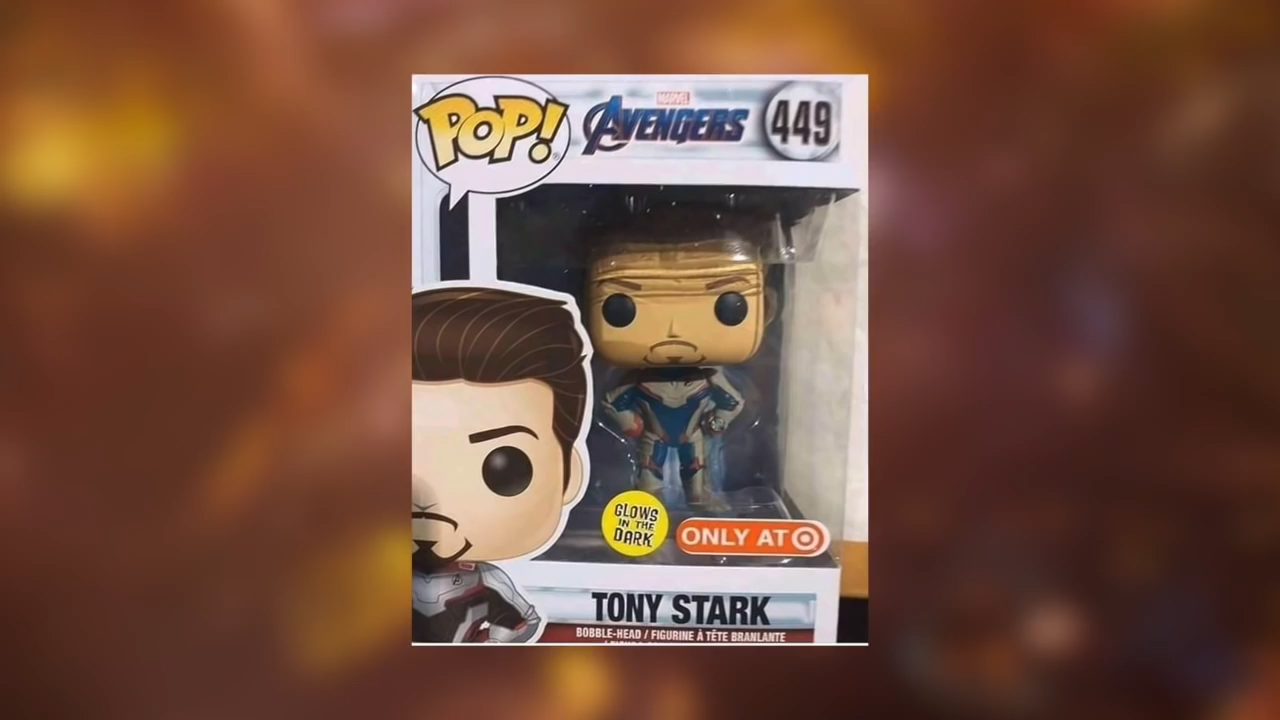 POP!
MARVEL
AVENGERS
449
GLOWS
IN THE
DARK
ONLY AT
TONY STARK
BOBBLE-HEAD / FIGURINE À TÊTE BRANLANTE